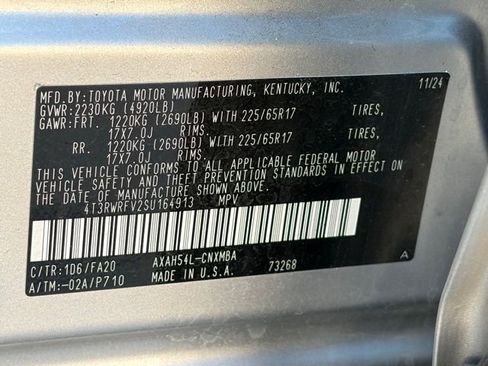 MFD.BY:TOYOTA MOTOR MANUFACTURING, KENTUCKY, INC. 11/24
GVWR:2230KG (4920LB)
GAWR:FRT. 1220KG (2690LB) WITH 225/65R17 TIRES,
17X7.0J RIMS.
RR. 1220KG (2690LB) WITH 225/65R17 TIRES,
17X7.0J RIMS.
THIS VEHICLE CONFORMS TO ALL APPLICABLE FEDERAL MOTOR
VEHICLE SAFETY AND THEFT PREVENTION STANDARDS IN EFFECT ON
THE DATE OF MANUFACTURE SHOWN ABOVE.
4T3RWRFV2SU164913 MPV
C/TR:1D6/FA20 AXAH54L-CNXMBA A
A/TM:-02A/P710 U.S.A. 73268